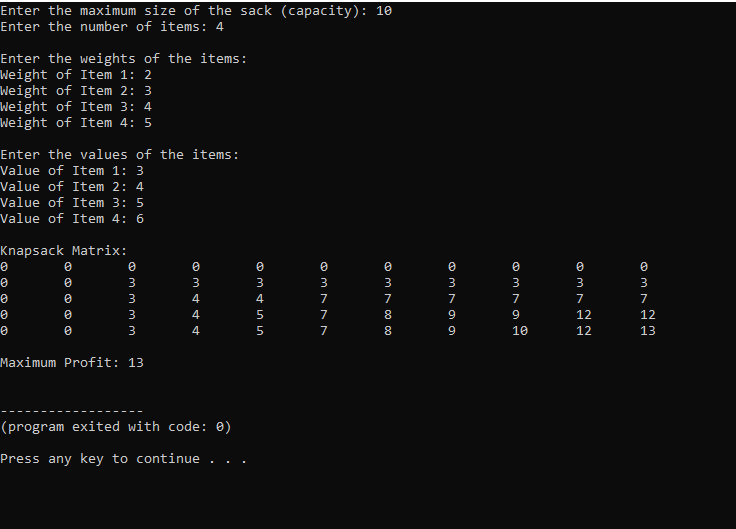 Enter the maximum size of the sack (capacity): 10
Enter the number of items: 4
Enter the weights of the items:
Weight of Item 1: 2
Weight of Item 2: 3
Weight of Item 3: 4
Weight of Item 4: 5
Enter the values of the items:
Value of Item 1: 3
Value of Item 2: 4
Value of Item 3: 5
Value of Item 4: 6
Knapsack Matrix:
0 0 0 0 0 0 0 0 0 0 0
0 0 3 3 3 3 3 3 3 3 3
0 0 3 4 4 7 7 7 7 7 7
0 0 3 4 5 7 8 9 9 12 12
0 0 3 4 5 7 8 9 10 12 13
Maximum Profit: 13
------------------
(program exited with code: 0)
Press any key to continue . . .